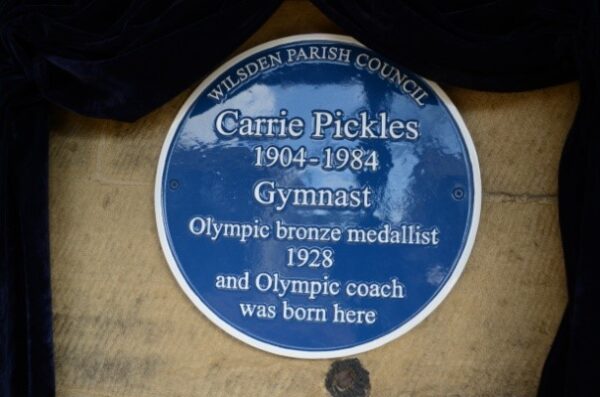 WILSDEN PARISH COUNCIL
Carrie Pickles
1904-1984
Gymnast
Olympic bronze medallist
1928
and Olympic coach
was born here